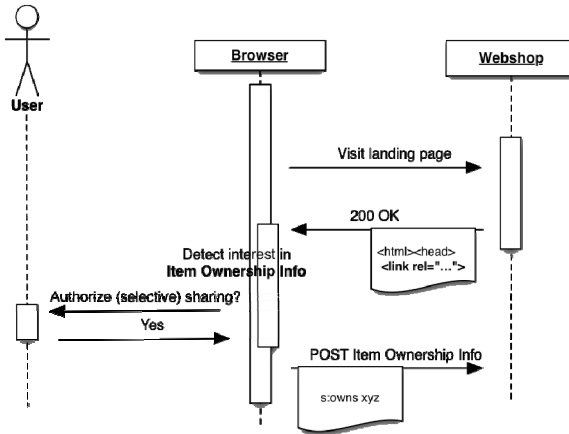 Browser
Webshop
User
Visit landing page
200 OK
<html><head>
<link rel="...">
Detect interest in
Item Ownership Info
Authorize (selective) sharing?
Yes
POST Item Ownership Info
s:owns xyz